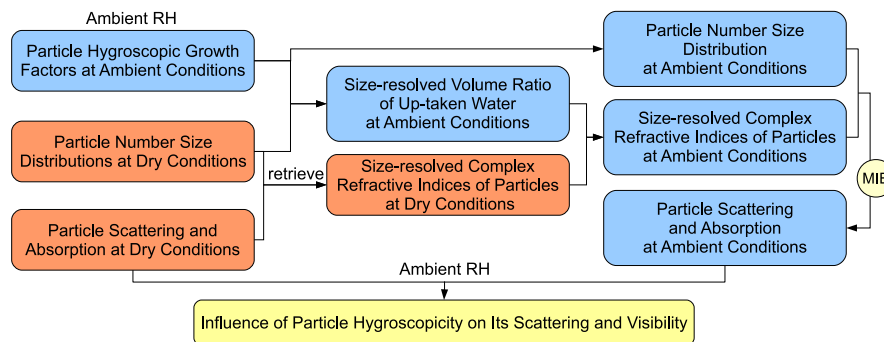 Ambient RH
Particle Hygroscopic Growth
Factors at Ambient Conditions
Particle Number Size
Distributions at Dry Conditions
Particle Scattering and
Absorption at Dry Conditions
retrieve
Size-resolved Volume Ratio
of Up-taken Water
at Ambient Conditions
Size-resolved Complex
Refractive Indices of Particles
at Dry Conditions
Particle Number Size
Distribution
at Ambient Conditions
Size-resolved Complex
Refractive Indices of Particles
at Ambient Conditions
MIE
Particle Scattering
and Absorption
at Ambient Conditions
Ambient RH
Influence of Particle Hygroscopicity on Its Scattering and Visibility